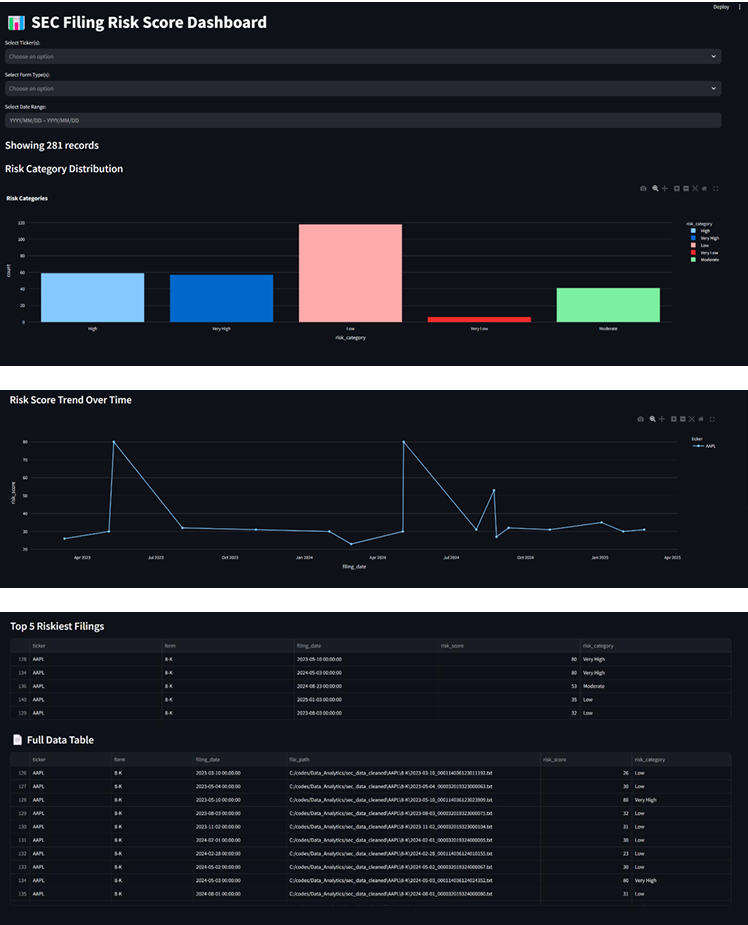 Deploy
SEC Filing Risk Score Dashboard
Select Ticker(s):
Choose an option
Select Form Type(s):
Choose an option
Select Date Range:
YYYY/MM/DD – YYYY/MM/DD
Showing 281 records
Risk Category Distribution
Risk Categories
risk_category
High
Very High
Low
Very Low
Moderate
120
100
80
60
40
20
0
count
High Very High Low Very Low Moderate
risk_category
Risk Score Trend Over Time
ticker
AAPL
80
70
60
50
40
30
20
risk_score
Apr 2023 Jul 2023 Oct 2023 Jan 2024 Apr 2024 Jul 2024 Oct 2024 Jan 2025 Apr 2025
filing_date
Top 5 Riskiest Filings
ticker form filing_date risk_score risk_category
128 AAPL 8-K 2023-05-10 00:00:00 80 Very High
134 AAPL 8-K 2024-05-03 00:00:00 80 Very High
136 AAPL 8-K 2024-08-23 00:00:00 53 Moderate
140 AAPL 8-K 2025-01-03 00:00:00 35 Low
129 AAPL 8-K 2023-08-03 00:00:00 32 Low
Full Data Table
ticker form filing_date file_path risk_score risk_category
126 AAPL 8-K 2023-03-10 00:00:00 C:/codes/Data_Analytics/sec_data_cleaned\AAPL\8-K\2023-03-10_000114036123011192.txt 26 Low
127 AAPL 8-K 2023-05-04 00:00:00 C:/codes/Data_Analytics/sec_data_cleaned\AAPL\8-K\2023-05-04_000032019323000063.txt 30 Low
128 AAPL 8-K 2023-05-10 00:00:00 C:/codes/Data_Analytics/sec_data_cleaned\AAPL\8-K\2023-05-10_000114036123023909.txt 80 Very High
129 AAPL 8-K 2023-08-03 00:00:00 C:/codes/Data_Analytics/sec_data_cleaned\AAPL\8-K\2023-08-03_000032019323000075.txt 32 Low
130 AAPL 8-K 2023-11-02 00:00:00 C:/codes/Data_Analytics/sec_data_cleaned\AAPL\8-K\2023-11-02_000032019323000104.txt 31 Low
131 AAPL 8-K 2024-02-01 00:00:00 C:/codes/Data_Analytics/sec_data_cleaned\AAPL\8-K\2024-02-01_000032019324000005.txt 30 Low
132 AAPL 8-K 2024-02-28 00:00:00 C:/codes/Data_Analytics/sec_data_cleaned\AAPL\8-K\2024-02-28_000114036124010155.txt 23 Low
133 AAPL 8-K 2024-05-02 00:00:00 C:/codes/Data_Analytics/sec_data_cleaned\AAPL\8-K\2024-05-02_000032019324000067.txt 30 Low
134 AAPL 8-K 2024-05-03 00:00:00 C:/codes/Data_Analytics/sec_data_cleaned\AAPL\8-K\2024-05-03_000114036124024352.txt 80 Very High
135 AAPL 8-K 2024-08-01 00:00:00 C:/codes/Data_Analytics/sec_data_cleaned\AAPL\8-K\2024-08-01_000032019324000080.txt 31 Low